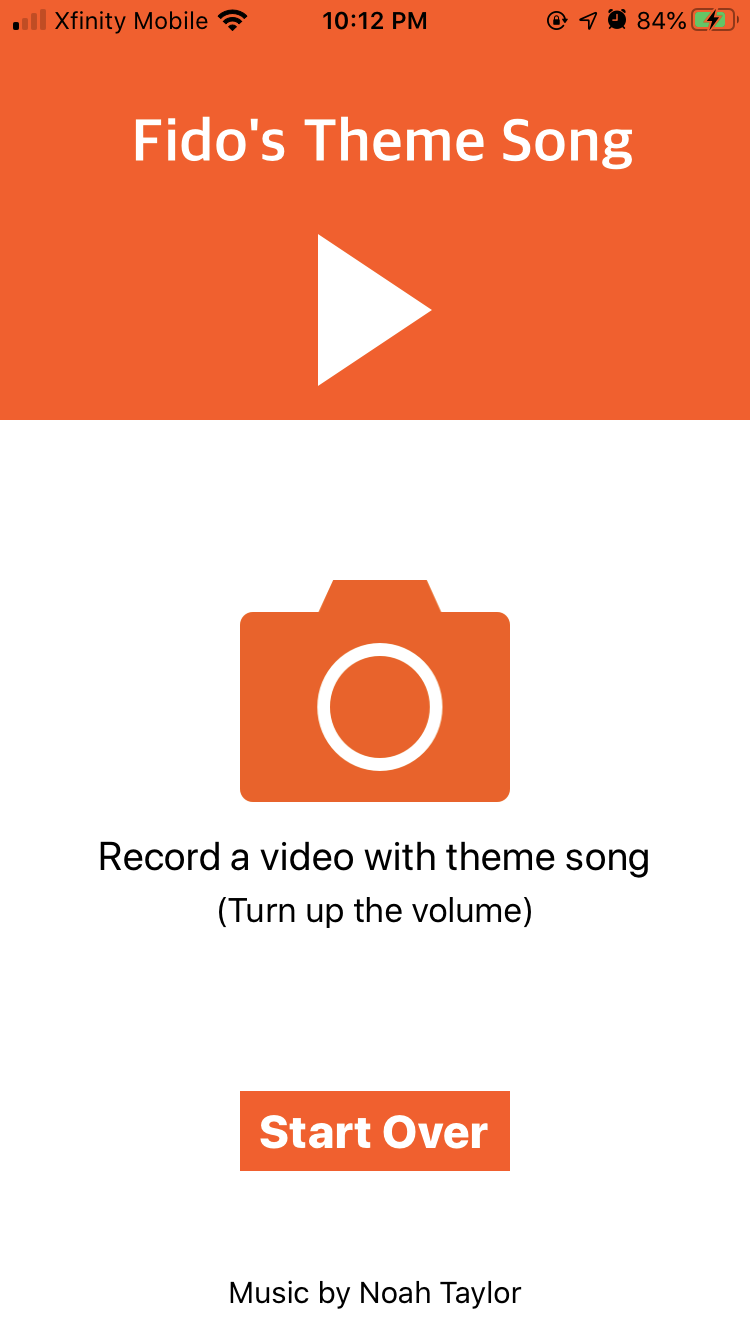 Xfinity Mobile 10:12 PM 84%
Fido's Theme Song
Record a video with theme song
(Turn up the volume)
Start Over
Music by Noah Taylor